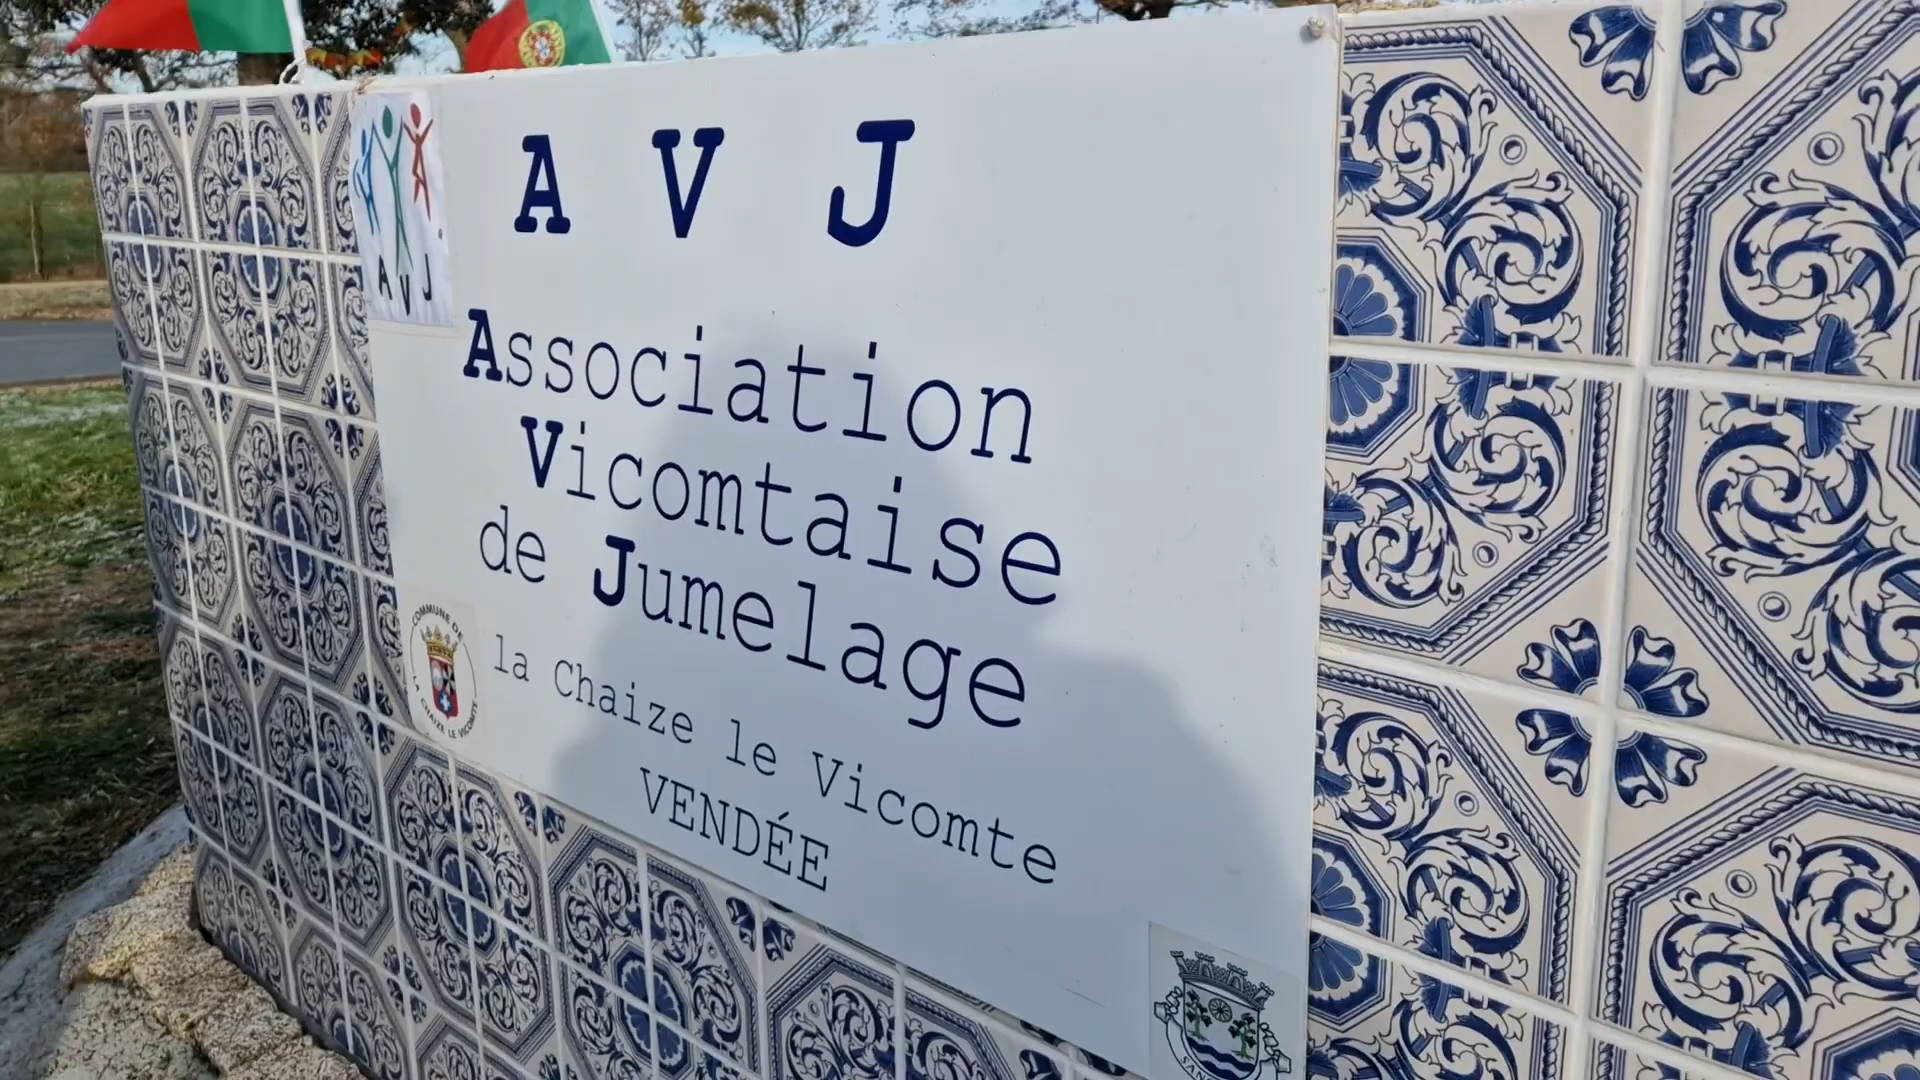 A V J
A V J
Association
Vicomtaise
de Jumelage
COMMUNE DE
LA CHAIZE LE VICOMTE
la Chaize le Vicomte
VENDÉE